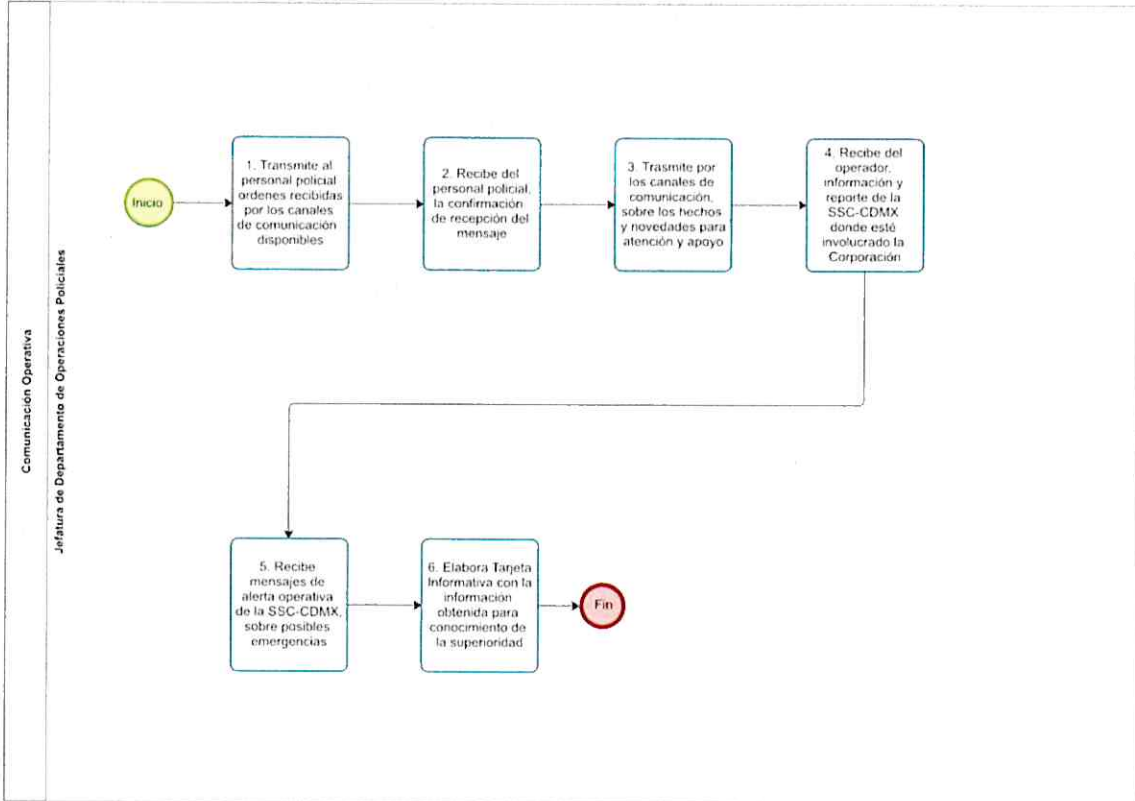 Comunicación Operativa
Jefatura de Departamento de Operaciones Policiales
Inicio
1. Transmite al
personal policial
ordenes recibidas
por los canales
de comunicación
disponibles
2. Recibe del
personal policial,
la confirmación
de recepción del
mensaje
3. Trasmite por
los canales de
comunicación,
sobre los hechos
y novedades para
atención y apoyo
4. Recibe del
operador,
información y
reporte de la
SSC-CDMX
donde esté
involucrado la
Corporación
5. Recibe
mensajes de
alerta operativa
de la SSC-CDMX,
sobre posibles
emergencias
6. Elabora Tarjeta
Informativa con la
información
obtenida para
conocimiento de
la superioridad
Fin